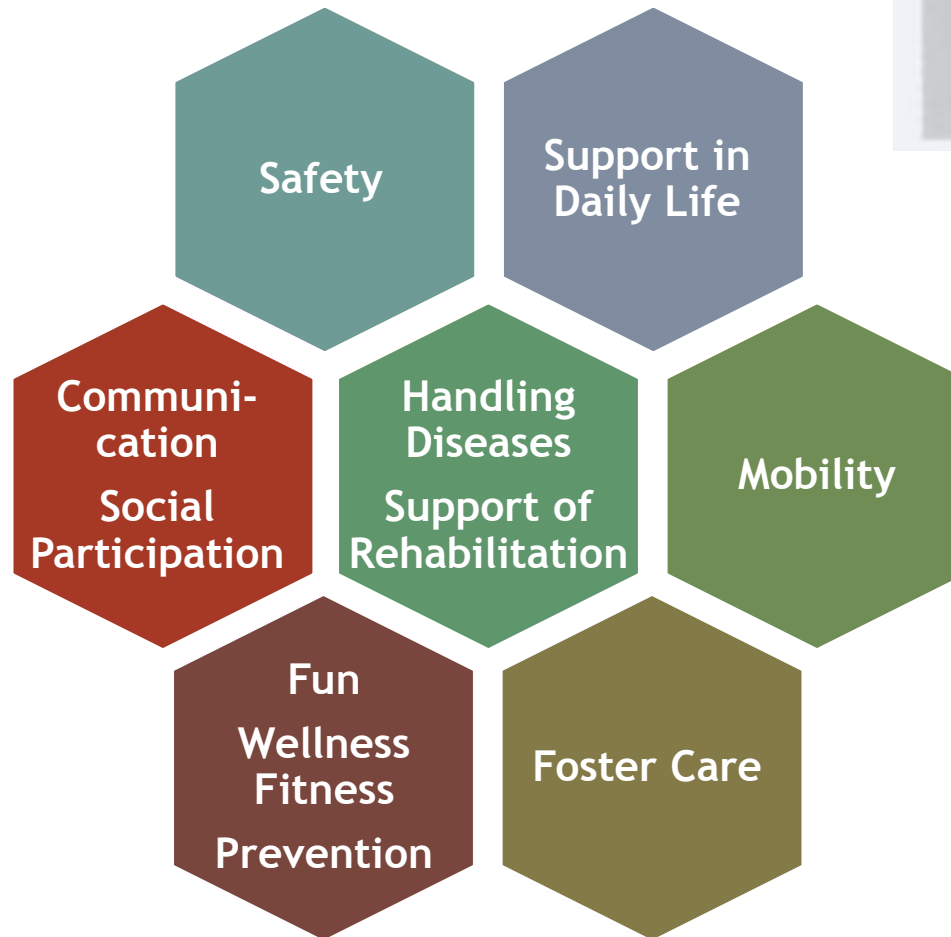 Safety
Support in
Daily Life
Communi-
cation
Social
Participation
Handling
Diseases
Support of
Rehabilitation
Mobility
Fun
Wellness
Fitness
Prevention
Foster Care